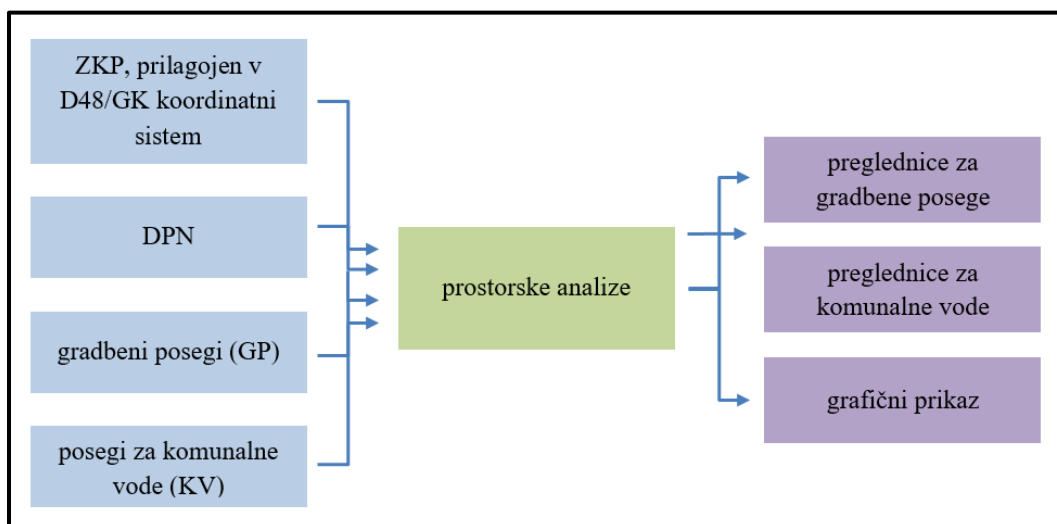 ZKP, prilagojen v
D48/GK koordinatni
sistem
DPN
gradbeni posegi (GP)
posegi za komunalne
vode (KV)
prostorske analize
preglednice za
gradbene posege
preglednice za
komunalne vode
grafični prikaz